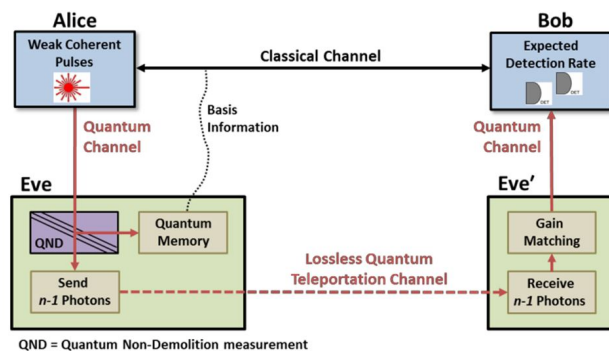 Alice
Bob
Weak Coherent
Pulses
Classical Channel
Expected
Detection Rate
DET
DET
Basis
Information
Quantum
Channel
Quantum
Channel
Eve
Eve’
QND
Quantum
Memory
Gain
Matching
Lossless Quantum
Teleportation Channel
Send
n-1 Photons
Receive
n-1 Photons
QND = Quantum Non-Demolition measurement